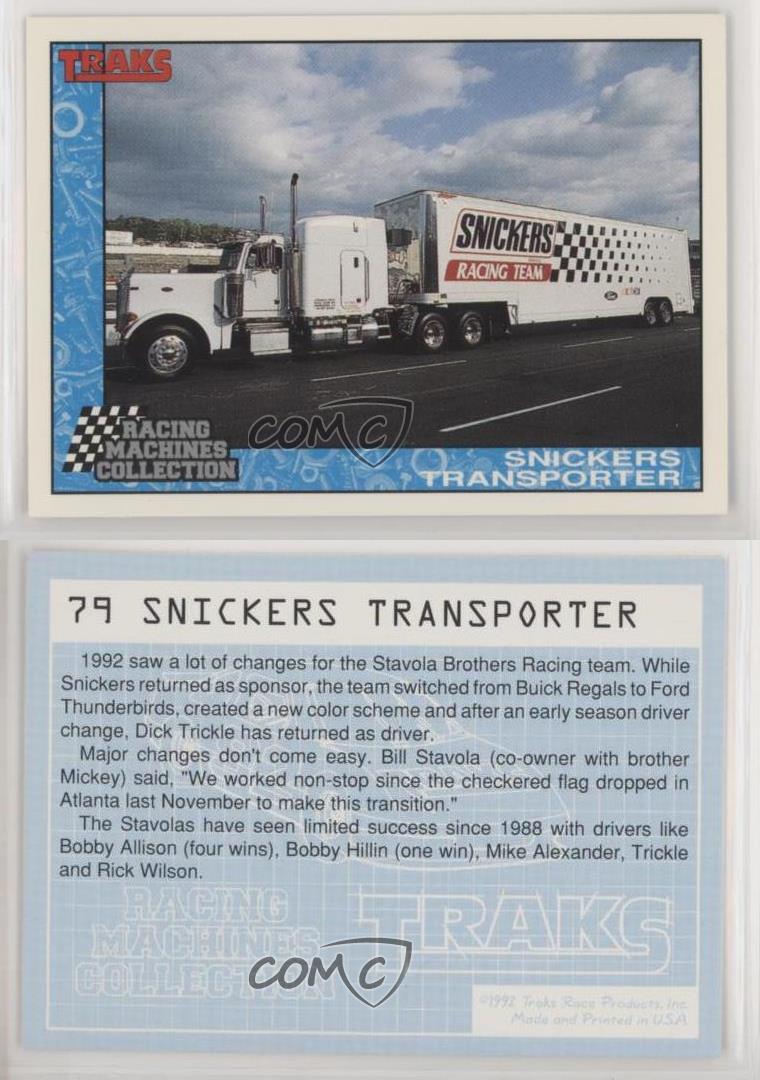 TRAKS
SNICKERS
RACING TEAM
Ford
RACING
MACHINES
COLLECTION
COMC
SNICKERS
TRANSPORTER
79 SNICKERS TRANSPORTER
1992 saw a lot of changes for the Stavola Brothers Racing team. While
Snickers returned as sponsor, the team switched from Buick Regals to Ford
Thunderbirds, created a new color scheme and after an early season driver
change, Dick Trickle has returned as driver.
Major changes don't come easy. Bill Stavola (co-owner with brother
Mickey) said, "We worked non-stop since the checkered flag dropped in
Atlanta last November to make this transition."
The Stavolas have seen limited success since 1988 with drivers like
Bobby Allison (four wins), Bobby Hillin (one win), Mike Alexander, Trickle
and Rick Wilson.
RACING
MACHINES
COLLECTION
TRAKS
COMC
©1992 Traks Race Products, Inc.
Made and Printed in U.S.A.